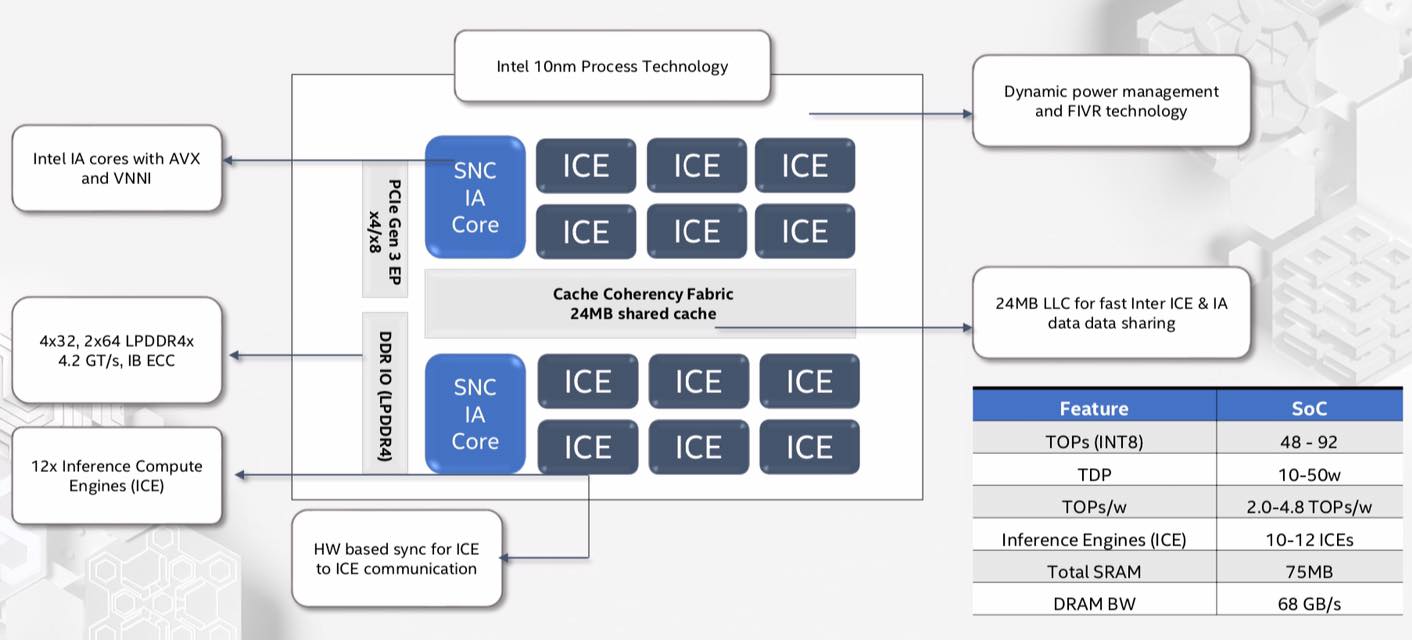 Intel 10nm Process Technology
Dynamic power management
and FIVR technology
Intel IA cores with AVX
and VNNI
PCIe Gen 3 EP
x4/x8
SNC
IA
Core
ICE
ICE
ICE
ICE
ICE
ICE
Cache Coherency Fabric
24MB shared cache
24MB LLC for fast Inter ICE & IA
data data sharing
4x32, 2x64 LPDDR4x
4.2 GT/s, IB ECC
DDR IO (LPDDR4)
SNC
IA
Core
ICE
ICE
ICE
ICE
ICE
ICE
12x Inference Compute
Engines (ICE)
HW based sync for ICE
to ICE communication
Feature SoC
TOPs (INT8) 48 - 92
TDP 10-50w
TOPs/w 2.0-4.8 TOPs/w
Inference Engines (ICE) 10-12 ICEs
Total SRAM 75MB
DRAM BW 68 GB/s